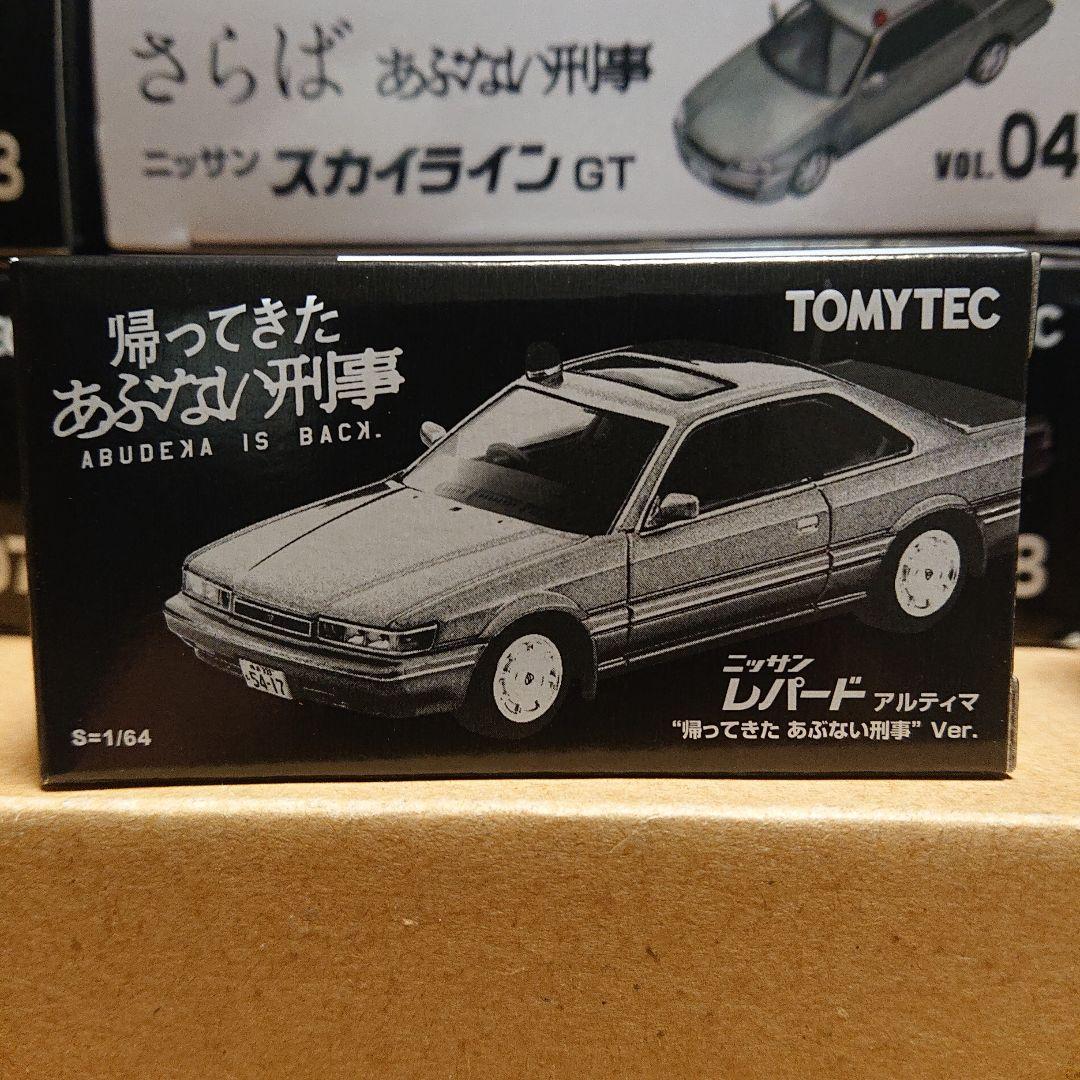 さらば あぶない刑事
ニッサン スカイライン GT
VOL.04
帰ってきた
あぶない刑事
ABUDEKA IS BACK.
TOMYTEC
54-17
ニッサン
レパード アルティマ
"帰ってきた あぶない刑事" Ver.
S=1/64